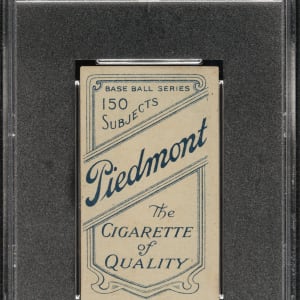 BASE BALL SERIES
150
SUBJECTS
Piedmont
The
CIGARETTE
of
QUALITY